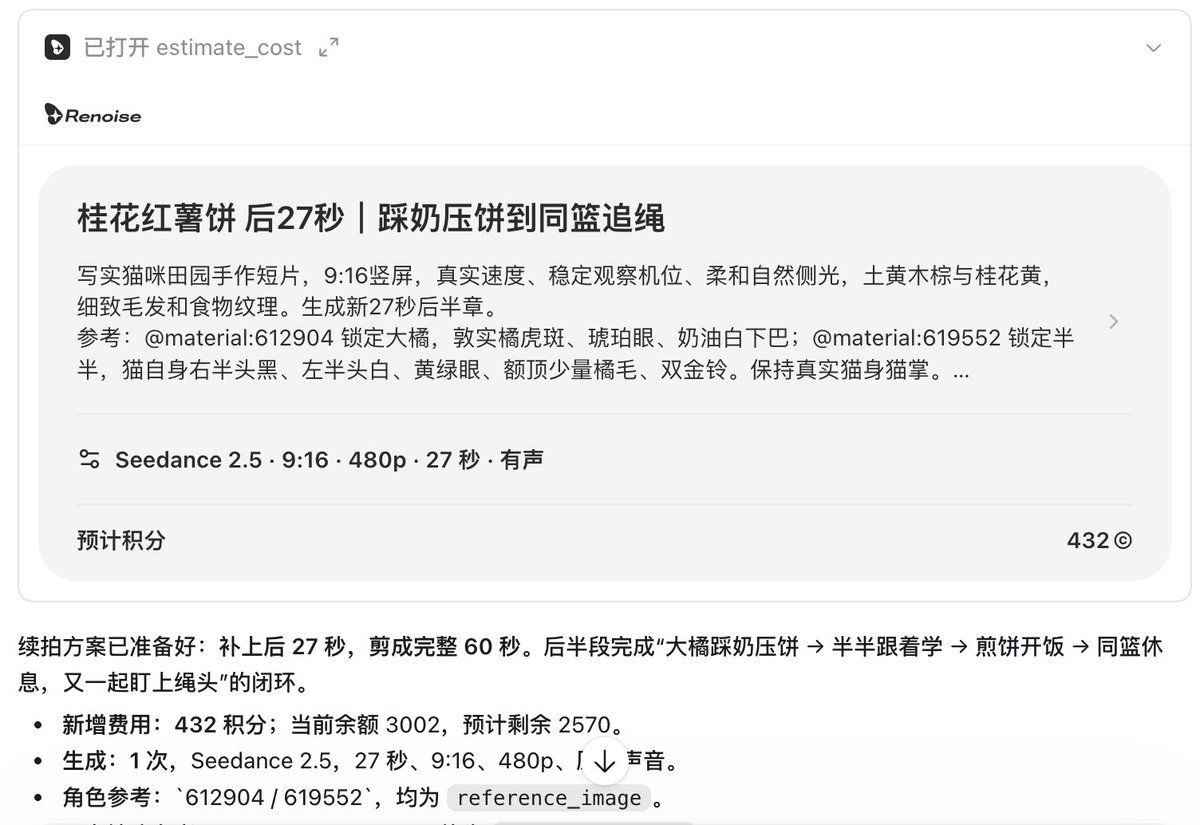 已打开 estimate_cost
Renoise
桂花红薯饼 后27秒｜踩奶压饼到同篮追绳
写实猫咪田园手作短片，9:16竖屏，真实速度、稳定观察机位、柔和自然侧光，土黄木棕与桂花黄，
细致毛发和食物纹理。生成新27秒后半章。
参考：@material:612904 锁定大橘，敦实橘虎斑、琥珀眼、奶油白下巴；@material:619552 锁定半
半，猫自身右半头黑、左半头白、黄绿眼、额顶少量橘毛、双金铃。保持真实猫身猫掌。...
Seedance 2.5 · 9:16 · 480p · 27 秒 · 有声
预计积分
432©
续拍方案已准备好：补上后 27 秒，剪成完整 60 秒。后半段完成“大橘踩奶压饼 → 半半跟着学 → 煎饼开饭 → 同篮休
息，又一起盯上绳头”的闭环。
• 新增费用：432 积分；当前余额 3002，预计剩余 2570。
• 生成：1 次，Seedance 2.5，27 秒、9:16、480p、声音。
• 角色参考：`612904 / 619552`，均为 reference_image 。